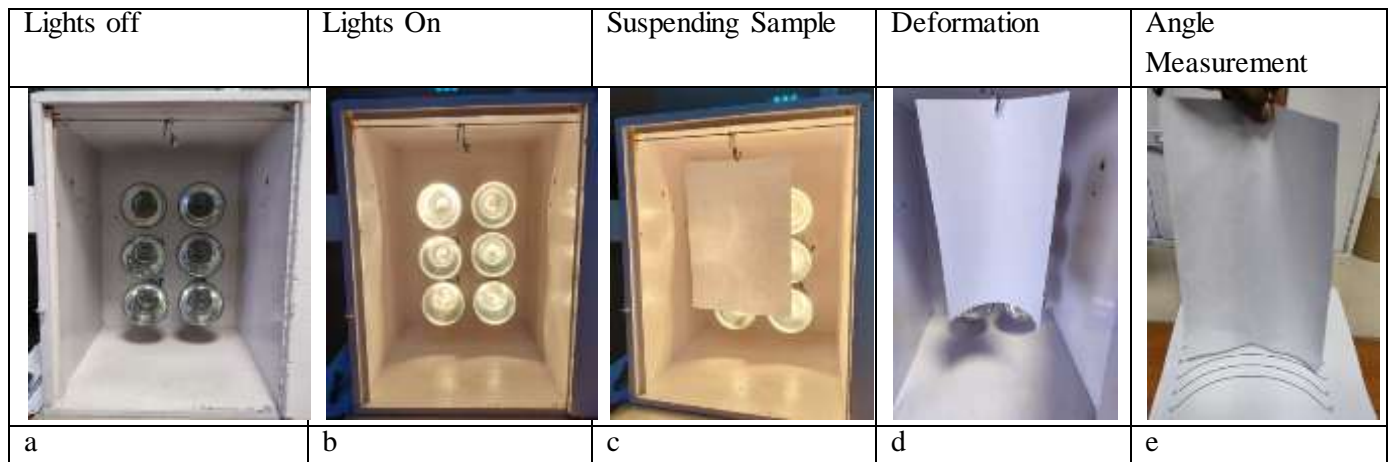 Lights off
Lights On
Suspending Sample
Deformation
Angle
Measurement
a
b
c
d
e